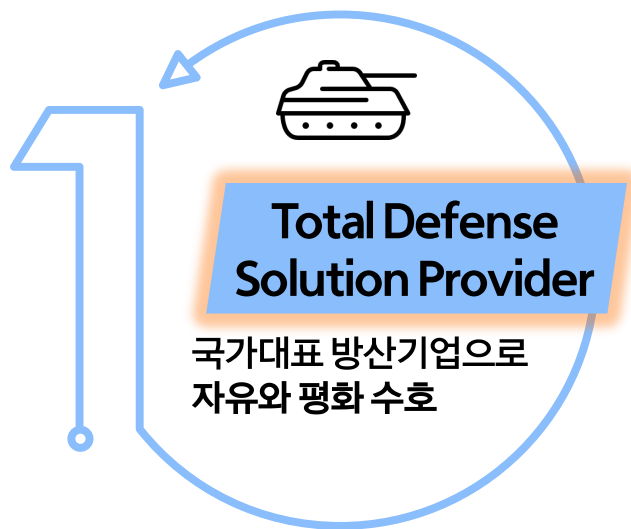 1
Total Defense
Solution Provider
국가대표 방산기업으로
자유와 평화 수호